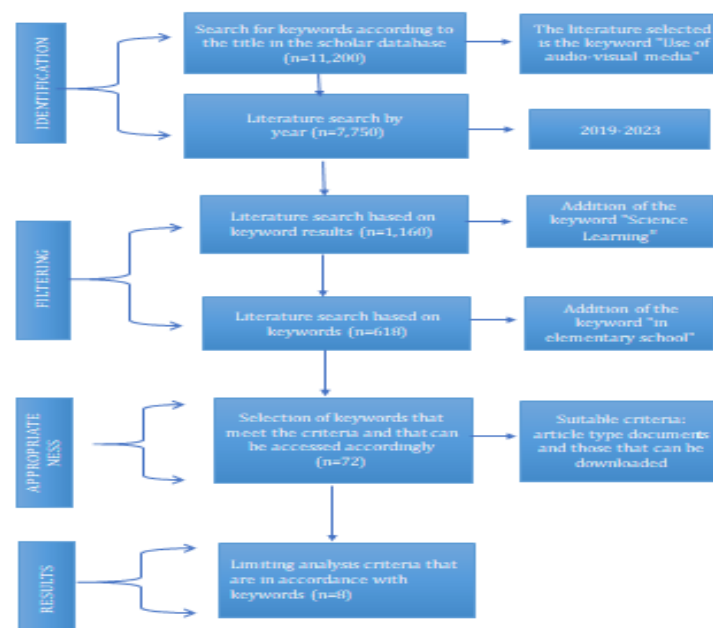 IDENTIFICATION
Search for keywords according to
the title in the scholar database
(n=11,200)
The literature selected
is the keyword "Use of
audio-visual media"
Literature search by
year (n=7,750)
2019-2023
FILTERING
Literature search based on
keyword results (n=1,160)
Addition of the
keyword "Science
Learning"
Literature search based on
keywords (n=618)
Addition of the
keyword "in
elementary school"
APPROPRIATE
NESS
Selection of keywords that
meet the criteria and that can
be accessed accordingly
(n=72)
Suitable criteria:
article type documents
and those that can be
downloaded
RESULTS
Limiting analysis criteria that
are in accordance with
keywords (n=8)